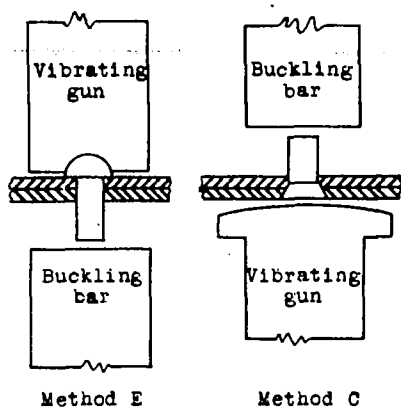 Vibrating
gun
Buckling
bar
Buckling
bar
Vibrating
gun
Method E
Method C